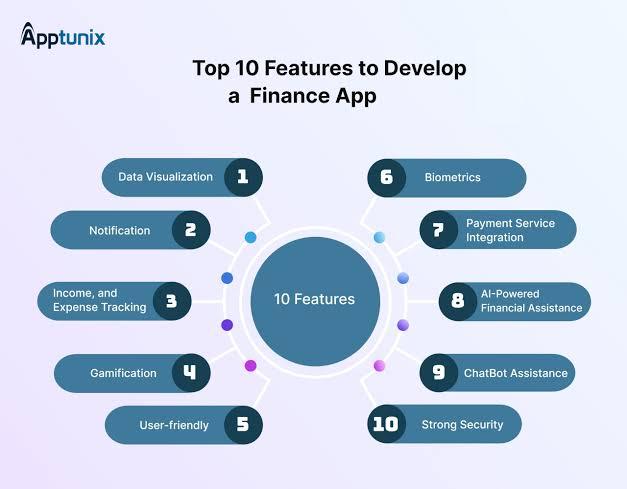 Apptunix
Top 10 Features to Develop
a Finance App
Data Visualization 1
Notification 2
Income, and
Expense Tracking 3
Gamification 4
User-friendly 5
10 Features
6 Biometrics
7 Payment Service
Integration
8 AI-Powered
Financial Assistance
9 ChatBot Assistance
10 Strong Security